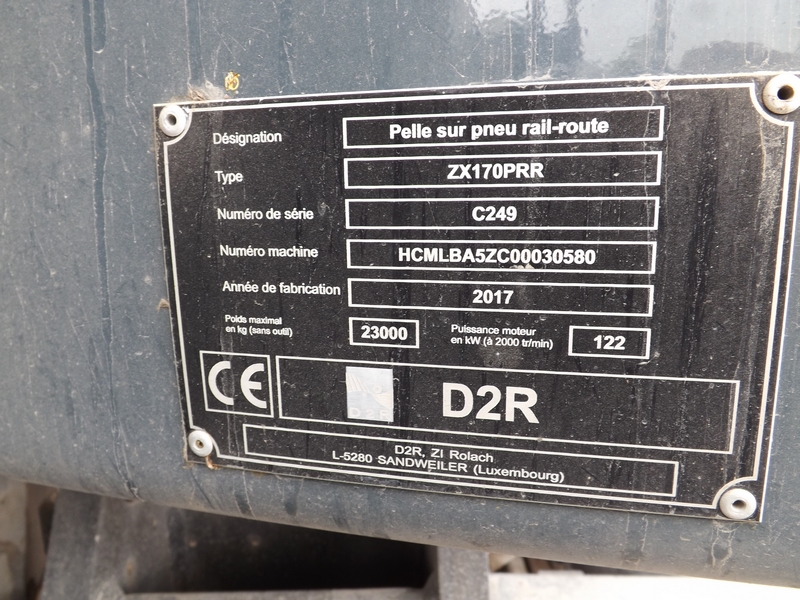 Désignation Pelle sur pneu rail-route
Type ZX170PRR
Numéro de série C249
Numéro machine HCMLBA5ZC00030580
Année de fabrication 2017
Poids maximal
en kg (sans outil) 23000 Puissance moteur
en kW (à 2000 tr/min) 122
CE D2R D2R
D2R, ZI Rolach
L-5280 SANDWEILER (Luxembourg)